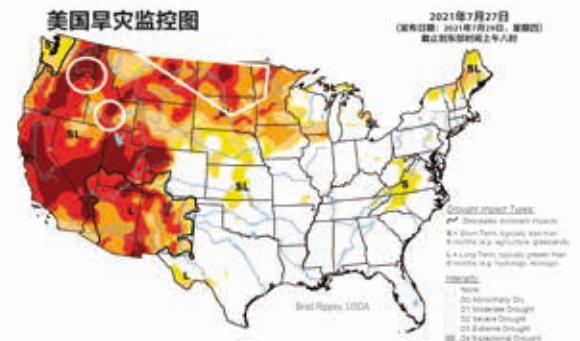 美国旱灾监控图
2021年7月27日
(发布日期:2021年7月29日,星期四)
截止到东部时间上午八时
SL
SL
SL
SL
SL
S
L
L
Brad Rippey, USDA
Drought Impact Types:
Delineates dominant impacts
S = Short-Term, typically less than
6 months (e.g. agriculture, grasslands)
L = Long-Term, typically greater than
6 months (e.g. hydrology, ecology)
Intensity:
None
D0 Abnormally Dry
D1 Moderate Drought
D2 Severe Drought
D3 Extreme Drought
D4 Exceptional Drought